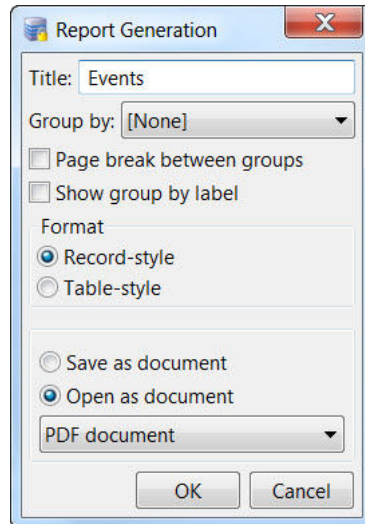 Report Generation
Title: Events
Group by: [None]
Page break between groups
Show group by label
Format
Record-style
Table-style
Save as document
Open as document
PDF document
OK Cancel